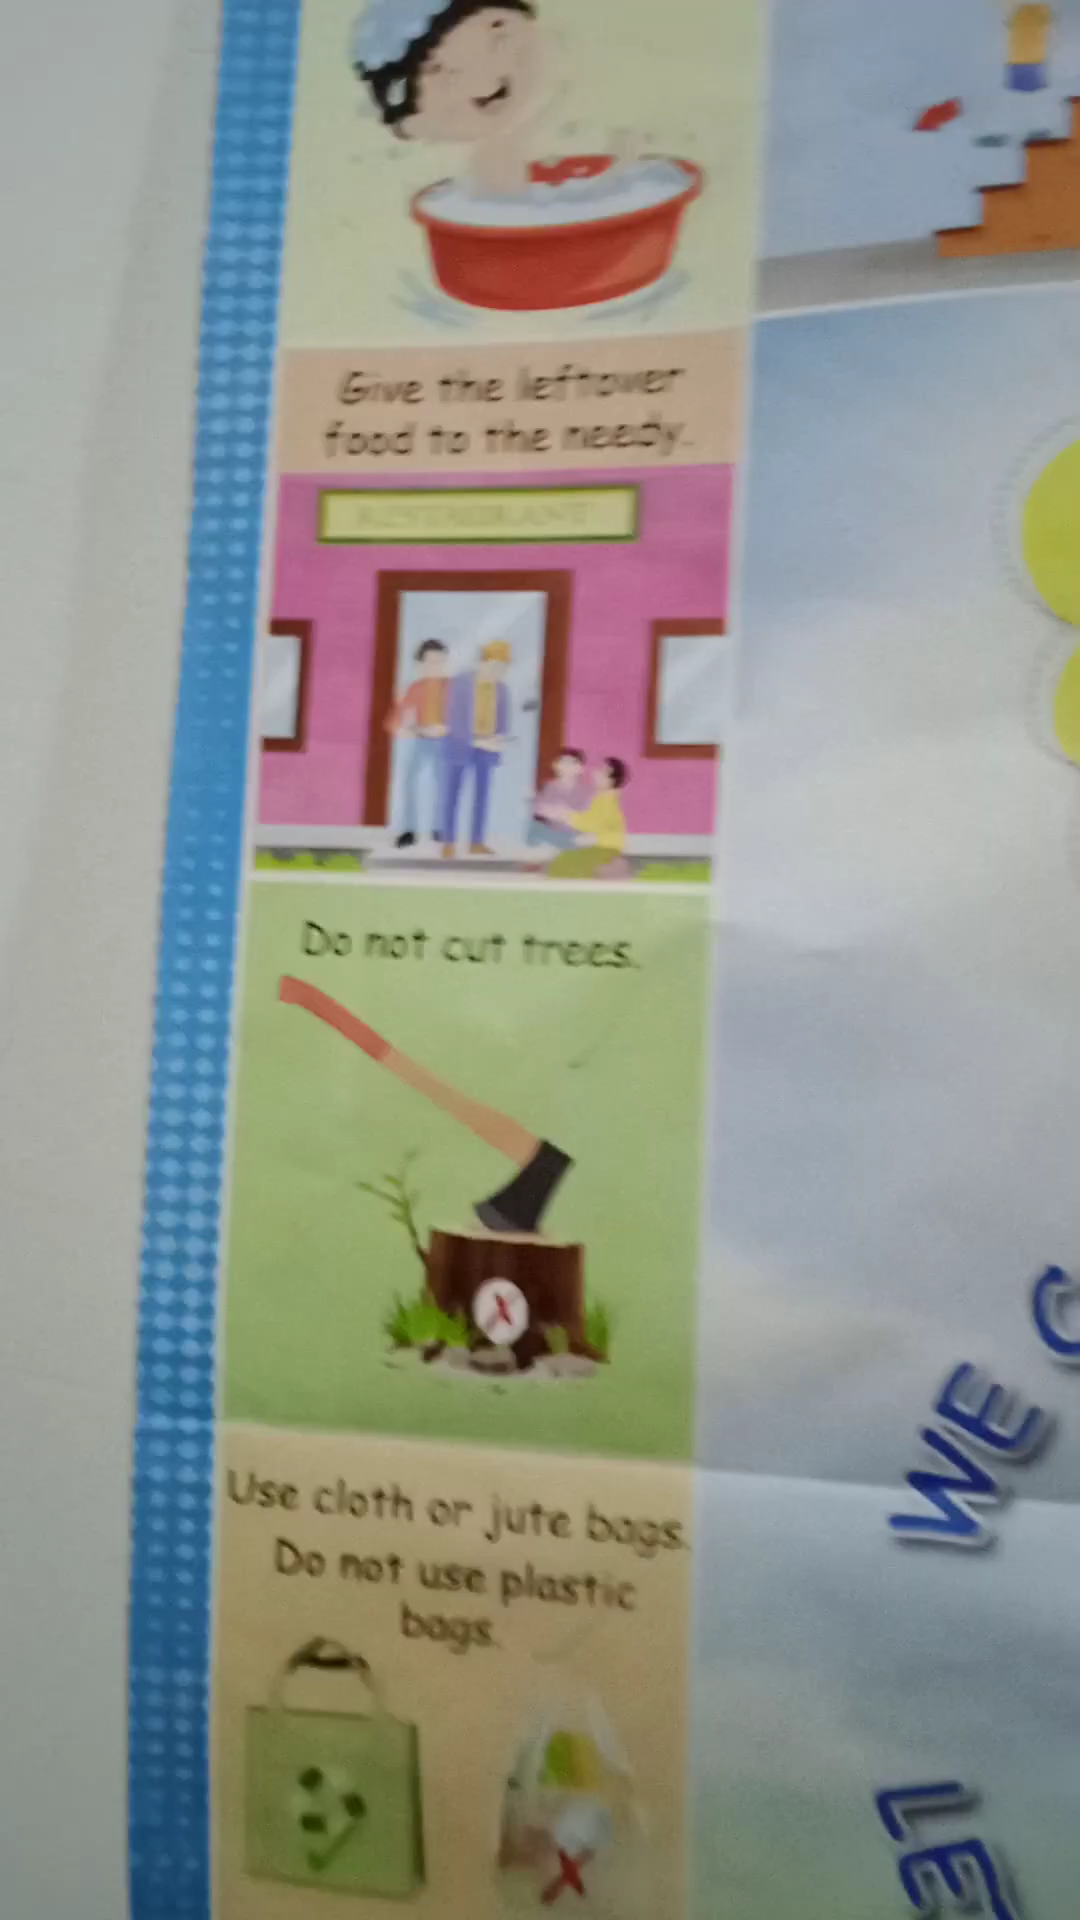 Give the leftover
food to the needy.
RESTAURANT
Do not cut trees.
Use cloth or jute bags.
Do not use plastic
bags.
WE